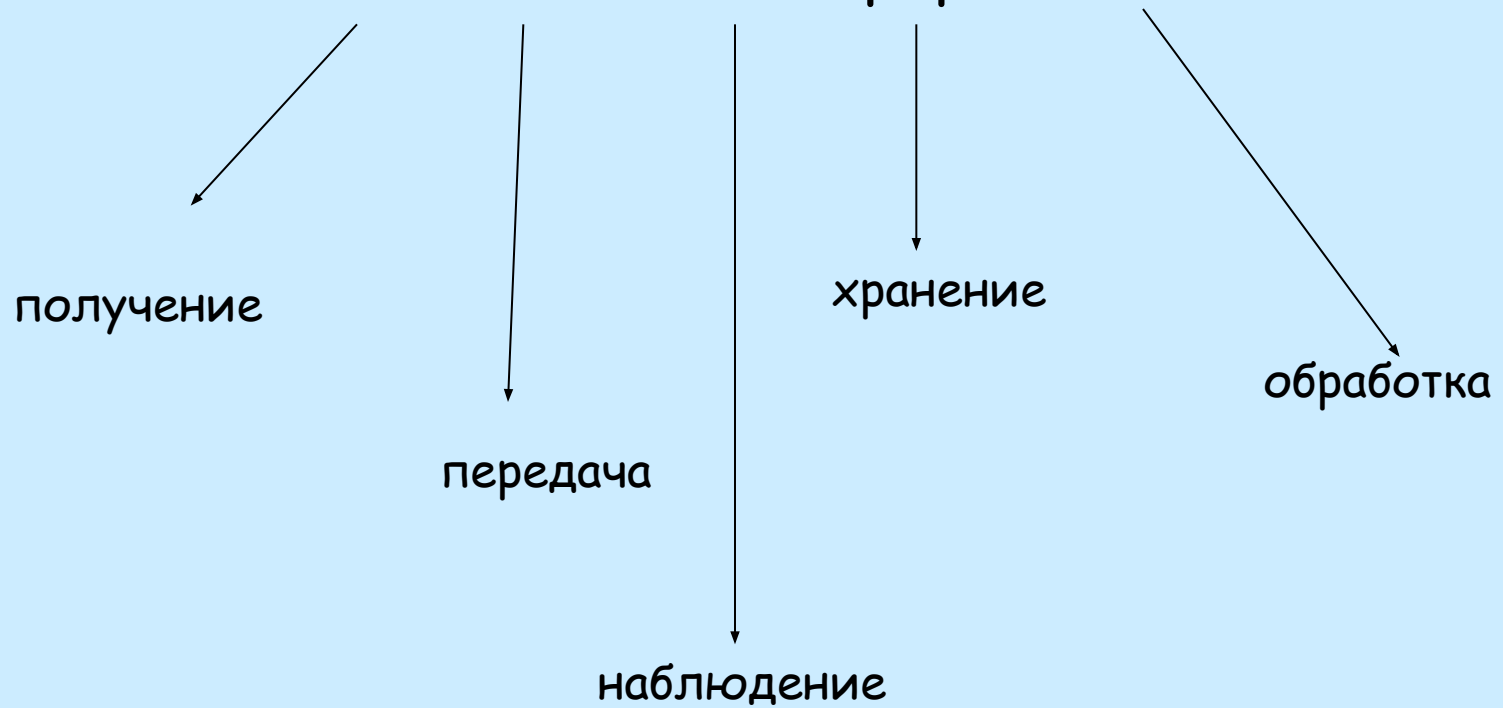 получение
хранение
обработка
передача
наблюдение